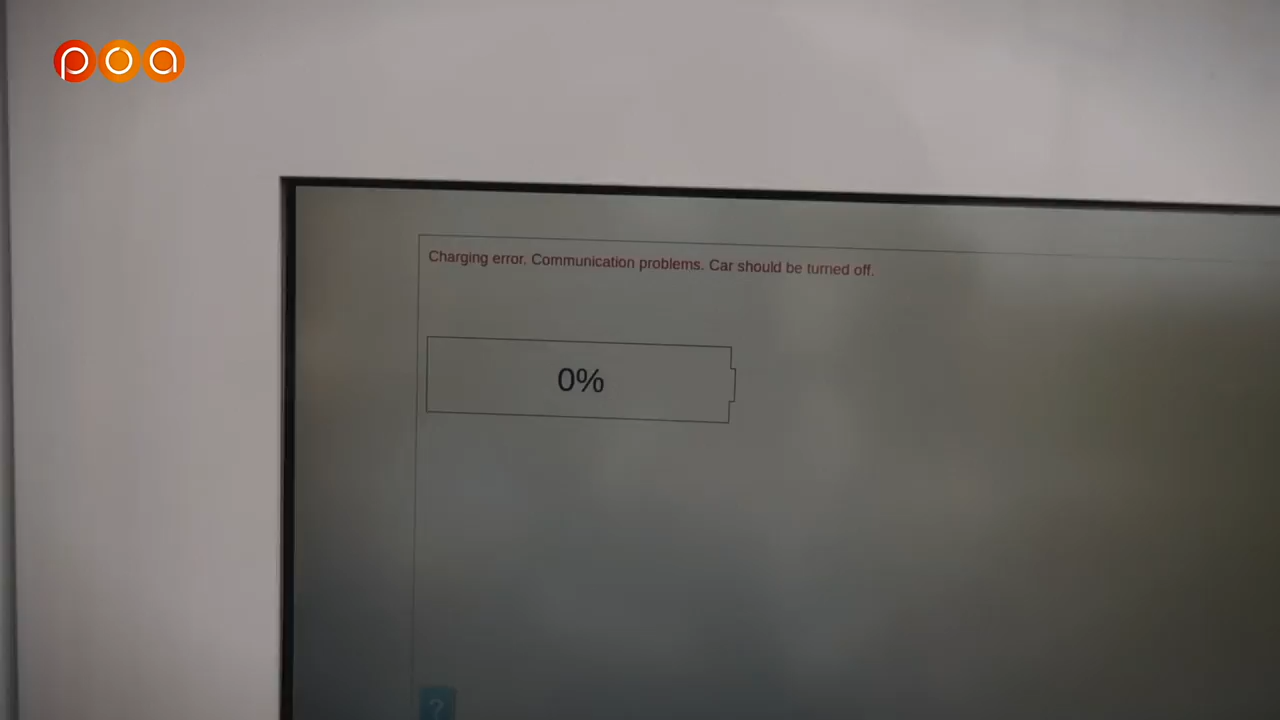 poa
Charging error. Communication problems. Car should be turned off.
0%
?